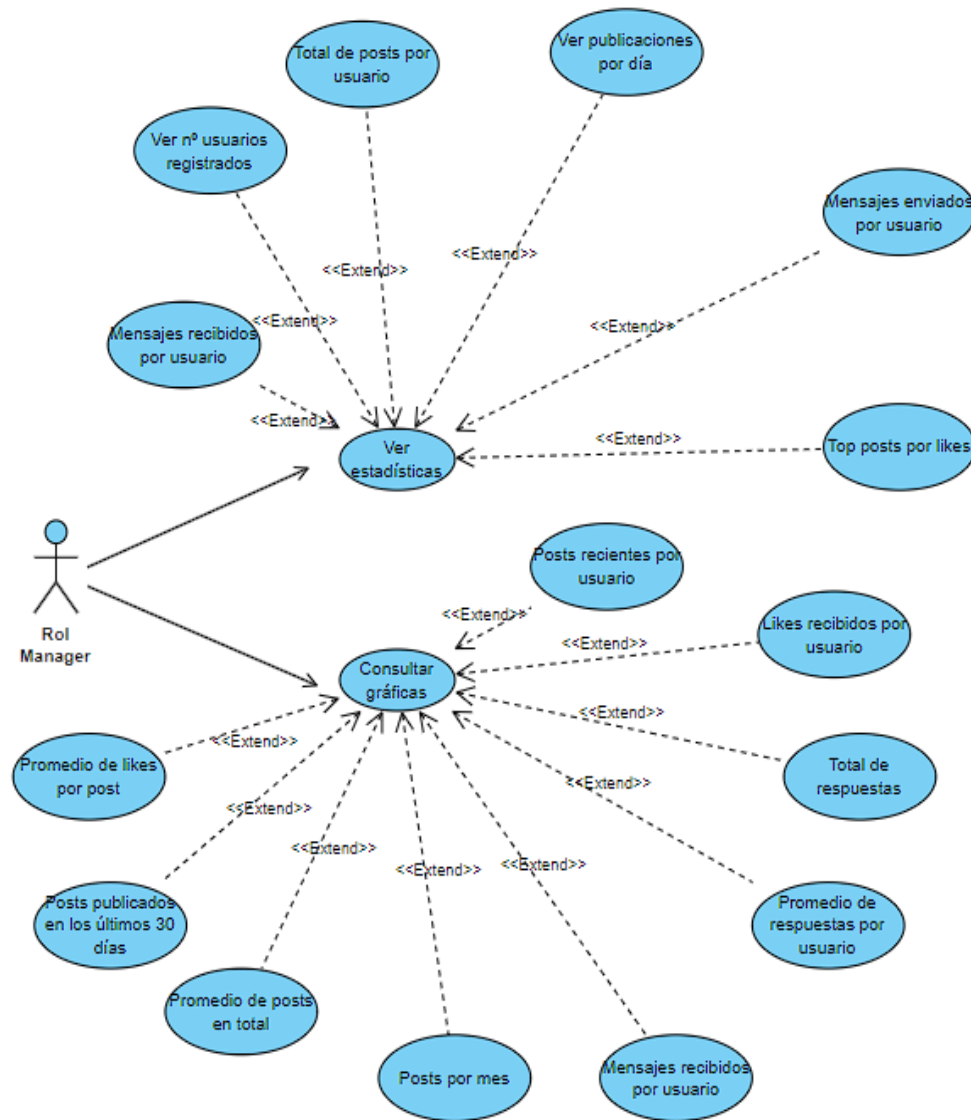 Ver publicaciones
por día
Total de posts por
usuario
Ver nº usuarios
registrados
Mensajes enviados
por usuario
<<Extend>>
<<Extend>>
<<Extend>>
<<Extend>>
Mensajes recibidos
por usuario
<<Extend>>
<<Extend>>
Top posts por likes
Ver
estadísticas
Posts recientes por
usuario
<<Extend>>
Likes recibidos por
usuario
<<Extend>>
Rol
Manager
Consultar
gráficas
<<Extend>>
<<Extend>>
Promedio de likes
por post
Total de
respuestas
<<Extend>>
<<Extend>>
<<Extend>>
<<Extend>>
<<Extend>>
Posts publicados
en los últimos 30
días
Promedio de
respuestas por
usuario
Promedio de posts
en total
Posts por mes
Mensajes recibidos
por usuario